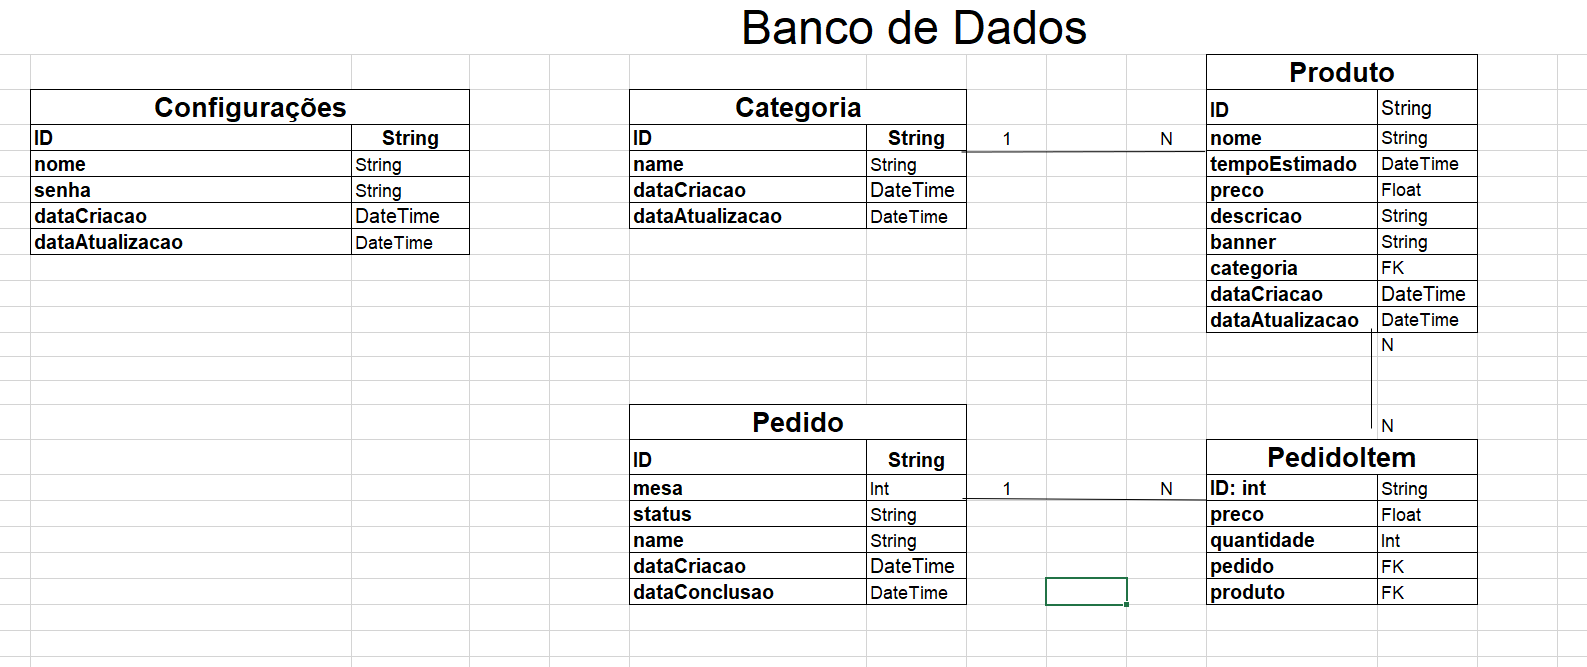 Banco de Dados
Configurações
ID String
nome String
senha String
dataCriacao DateTime
dataAtualizacao DateTime
Categoria
ID String
name String
dataCriacao DateTime
dataAtualizacao DateTime
1 N
Produto
ID String
nome String
tempoEstimado DateTime
preco Float
descricao String
banner String
categoria FK
dataCriacao DateTime
dataAtualizacao DateTime
N
N
Pedido
ID String
mesa Int
status String
name String
dataCriacao DateTime
dataConclusao DateTime
1 N
PedidoItem
ID: int String
preco Float
quantidade Int
pedido FK
produto FK